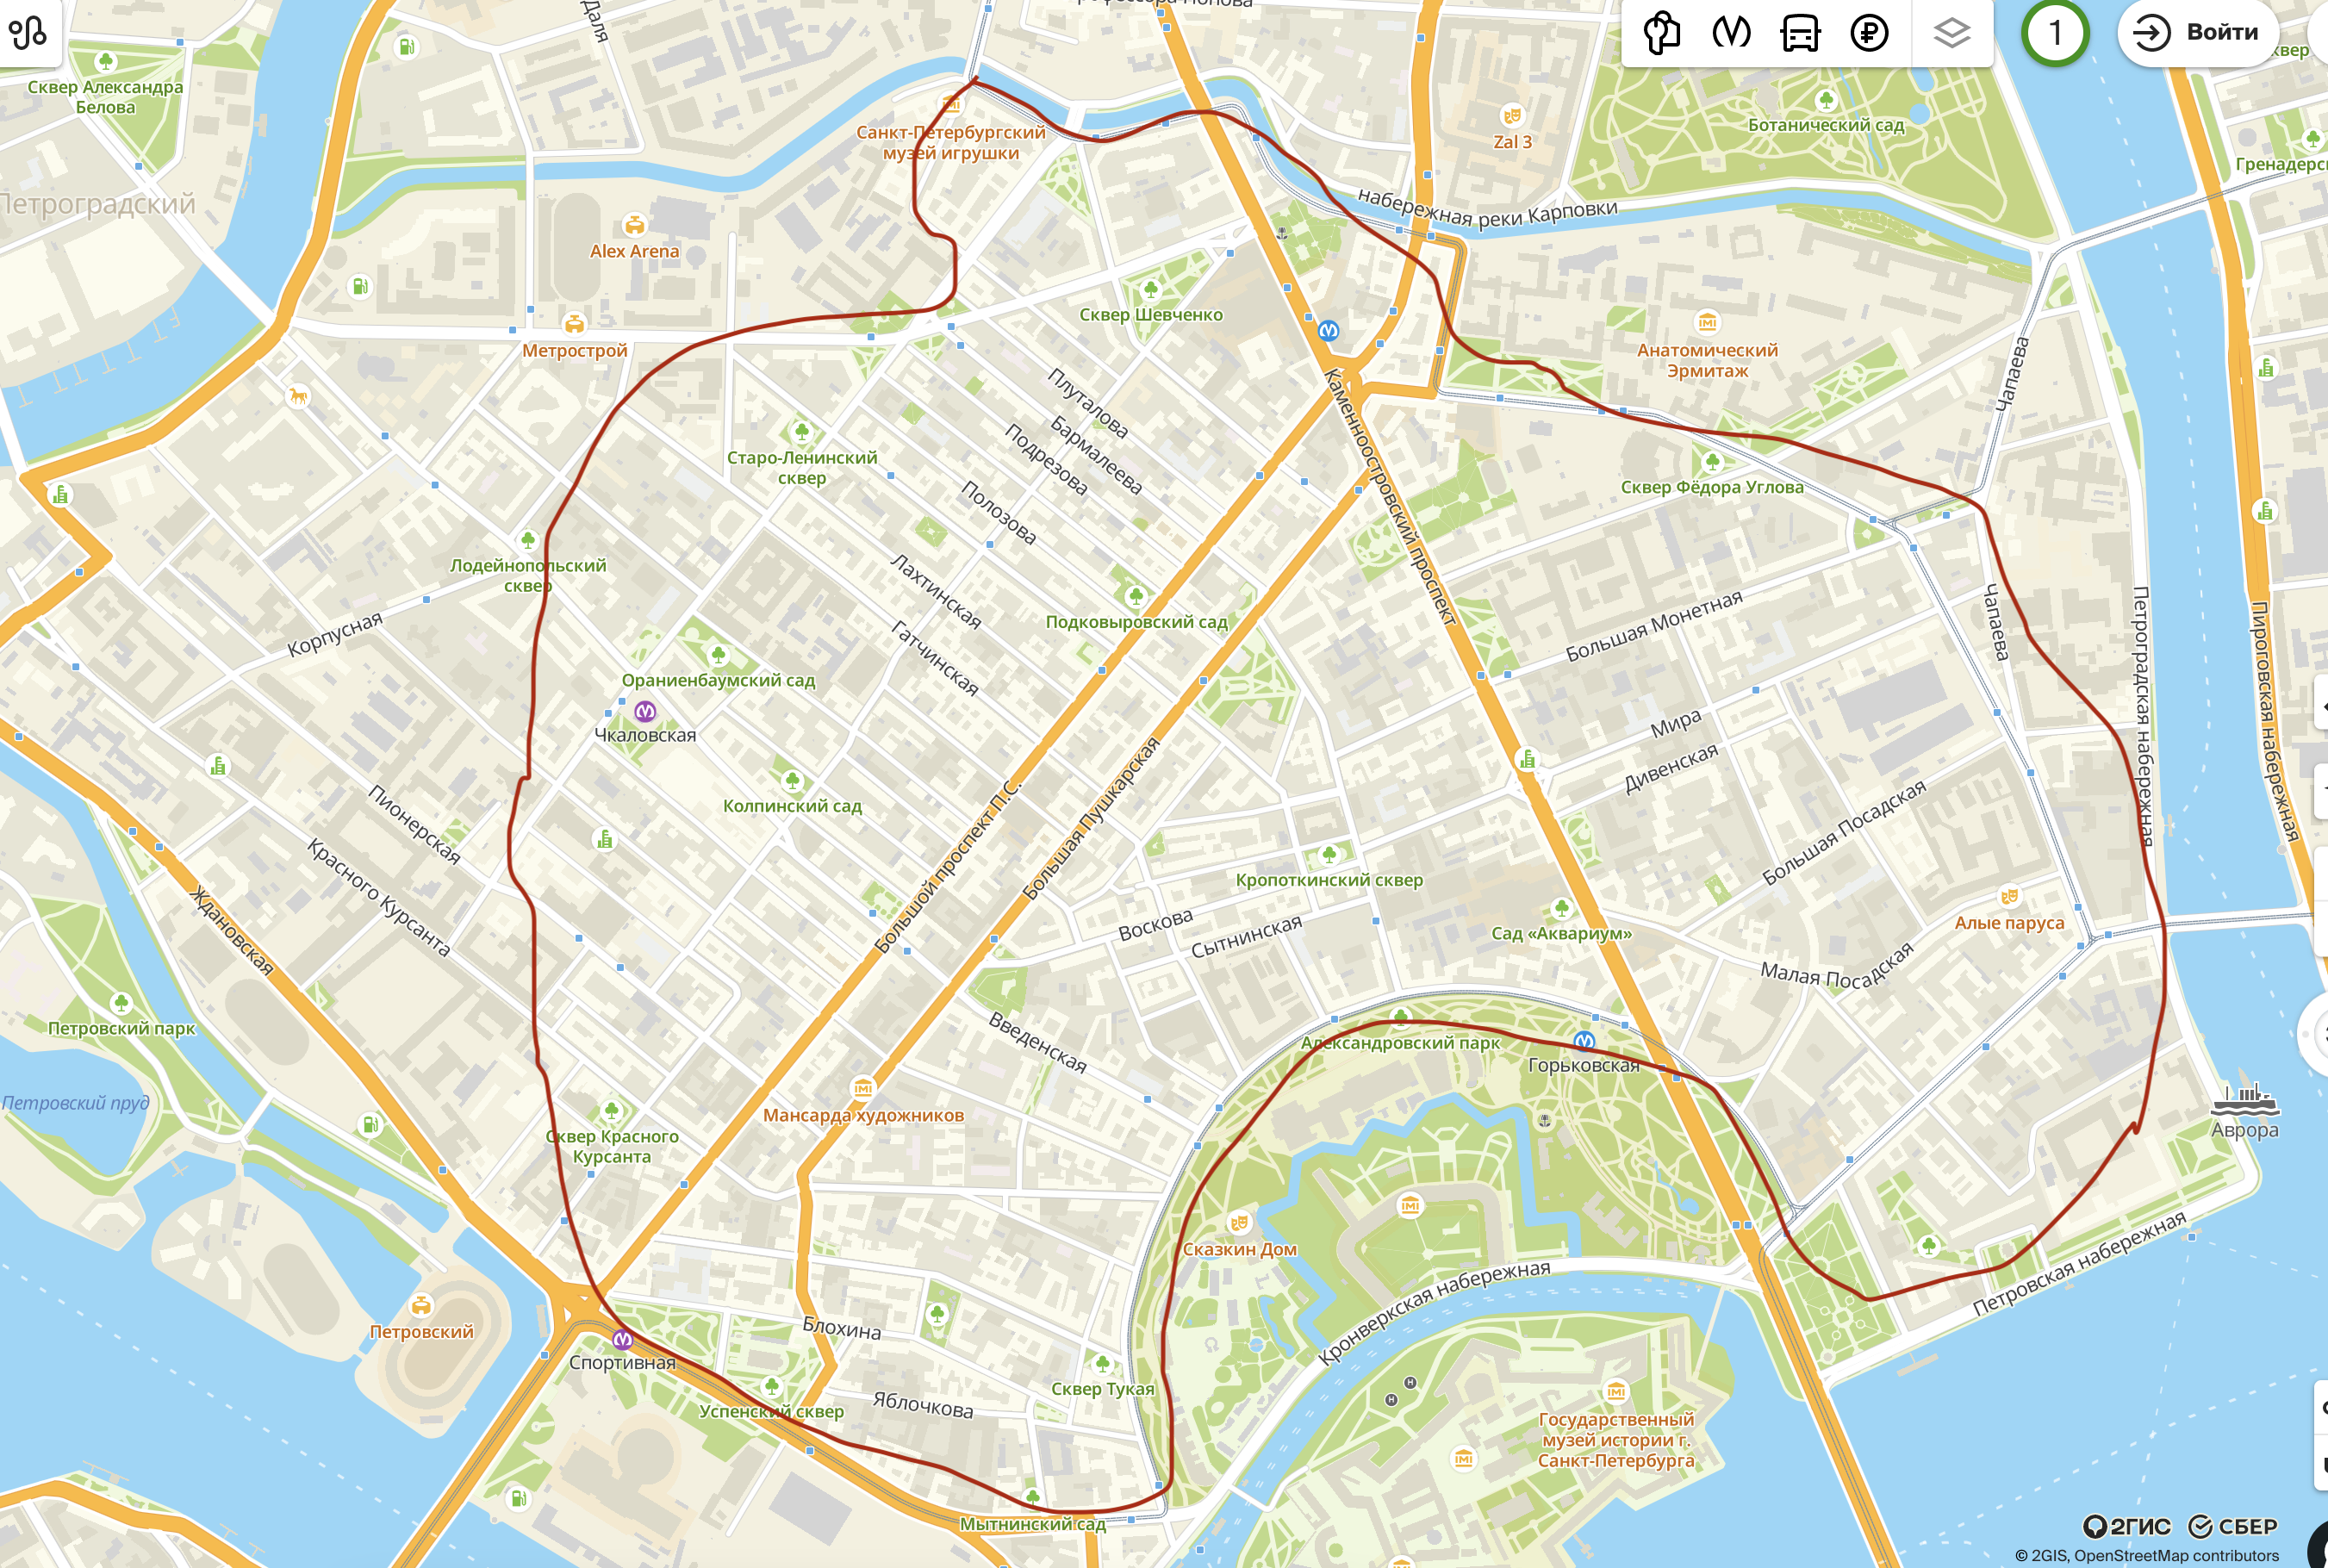 Даля
Войти
1
Сквер Александра
Белова
Санкт-Петербургский
музей игрушки
Zal 3
Ботанический сад
Гренадерс
Петроградский
набережная реки Карповки
Alex Arena
Сквер Шевченко
Метрострой
Анатомический
Эрмитаж
Чапаева
Плуталова
Бармалеева
Подрезова
Полозова
Каменноостровский проспект
Старо-Ленинский
сквер
Сквер Фёдора Углова
Лодейнопольский
сквер
Лахтинская
Гатчинская
Подковыровский сад
Корпусная
Большая Монетная
Чапаева
Петроградская набережная
Пироговская набережная
Ораниенбаумский сад
Чкаловская
Мира
Дивенская
Колпинский сад
Большой проспект П.С.
Большая Пушкарская
Пионерская
Красного Курсанта
Большая Посадская
Кропоткинский сквер
Ждановская
Воскова
Сытнинская
Сад «Аквариум»
Алые паруса
Малая Посадская
Петровский парк
Введенская
Александровский парк
Горьковская
Петровский пруд
Мансарда художников
Аврора
Сквер Красного
Курсанта
Сказкин Дом
Кронверкская набережная
Петровская набережная
Петровский
Блохина
Спортивная
Сквер Тукая
Успенский сквер
Яблочкова
Государственный
музей истории г.
Санкт-Петербурга
Мытнинский сад
2ГИС СБЕР
© 2GIS, OpenStreetMap contributors